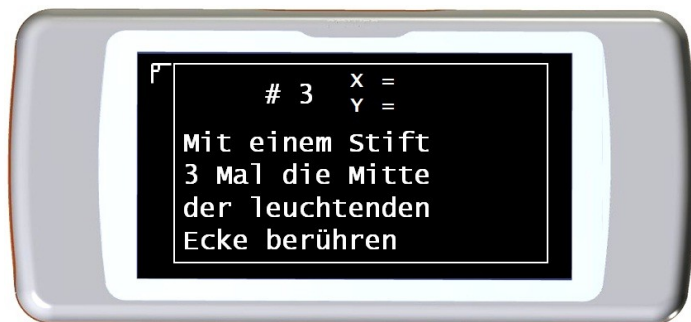 # 3 X =
Y =
Mit einem Stift
3 Mal die Mitte
der leuchtenden
Ecke berühren